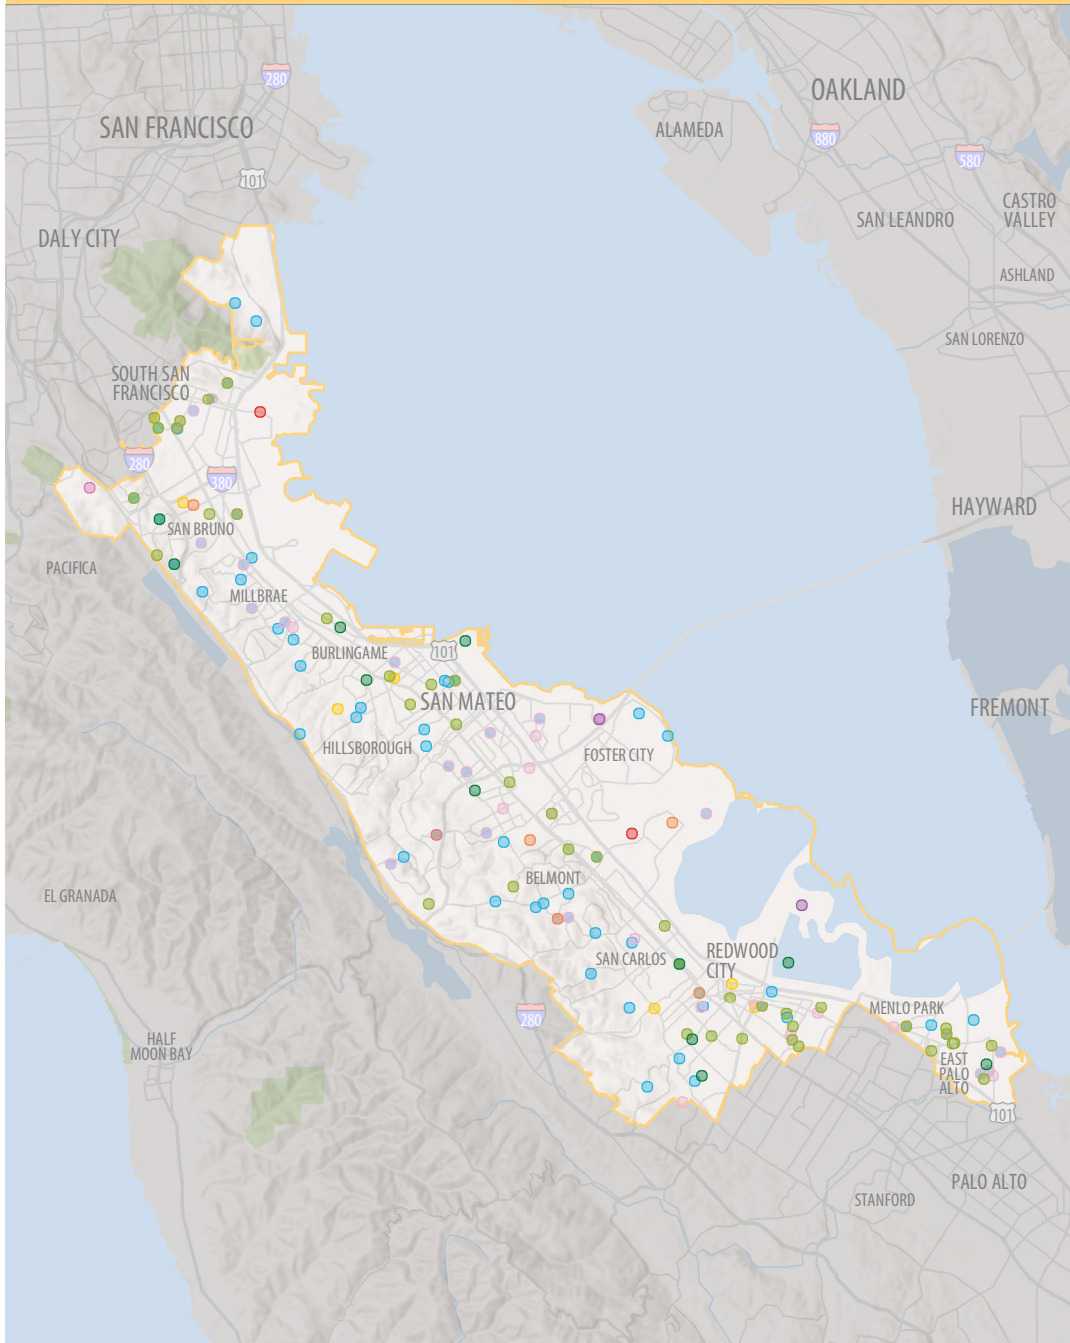 280
OAKLAND
SAN FRANCISCO
ALAMEDA
880
580
101
CASTRO
VALLEY
SAN LEANDRO
DALY CITY
ASHLAND
SAN LORENZO
SOUTH SAN
FRANCISCO
280
380
HAYWARD
SAN BRUNO
PACIFICA
MILLBRAE
BURLINGAME
101
SAN MATEO
FREMONT
HILLSBOROUGH
FOSTER CITY
BELMONT
EL GRANADA
SAN CARLOS
REDWOOD
CITY
MENLO PARK
280
HALF
MOON BAY
EAST
PALO
ALTO
101
PALO ALTO
STANFORD